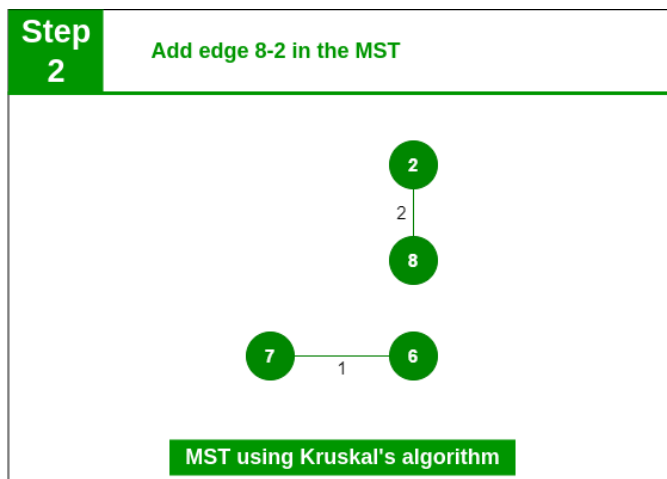 Step
2
Add edge 8-2 in the MST
2
2
8
7
6
1
MST using Kruskal's algorithm